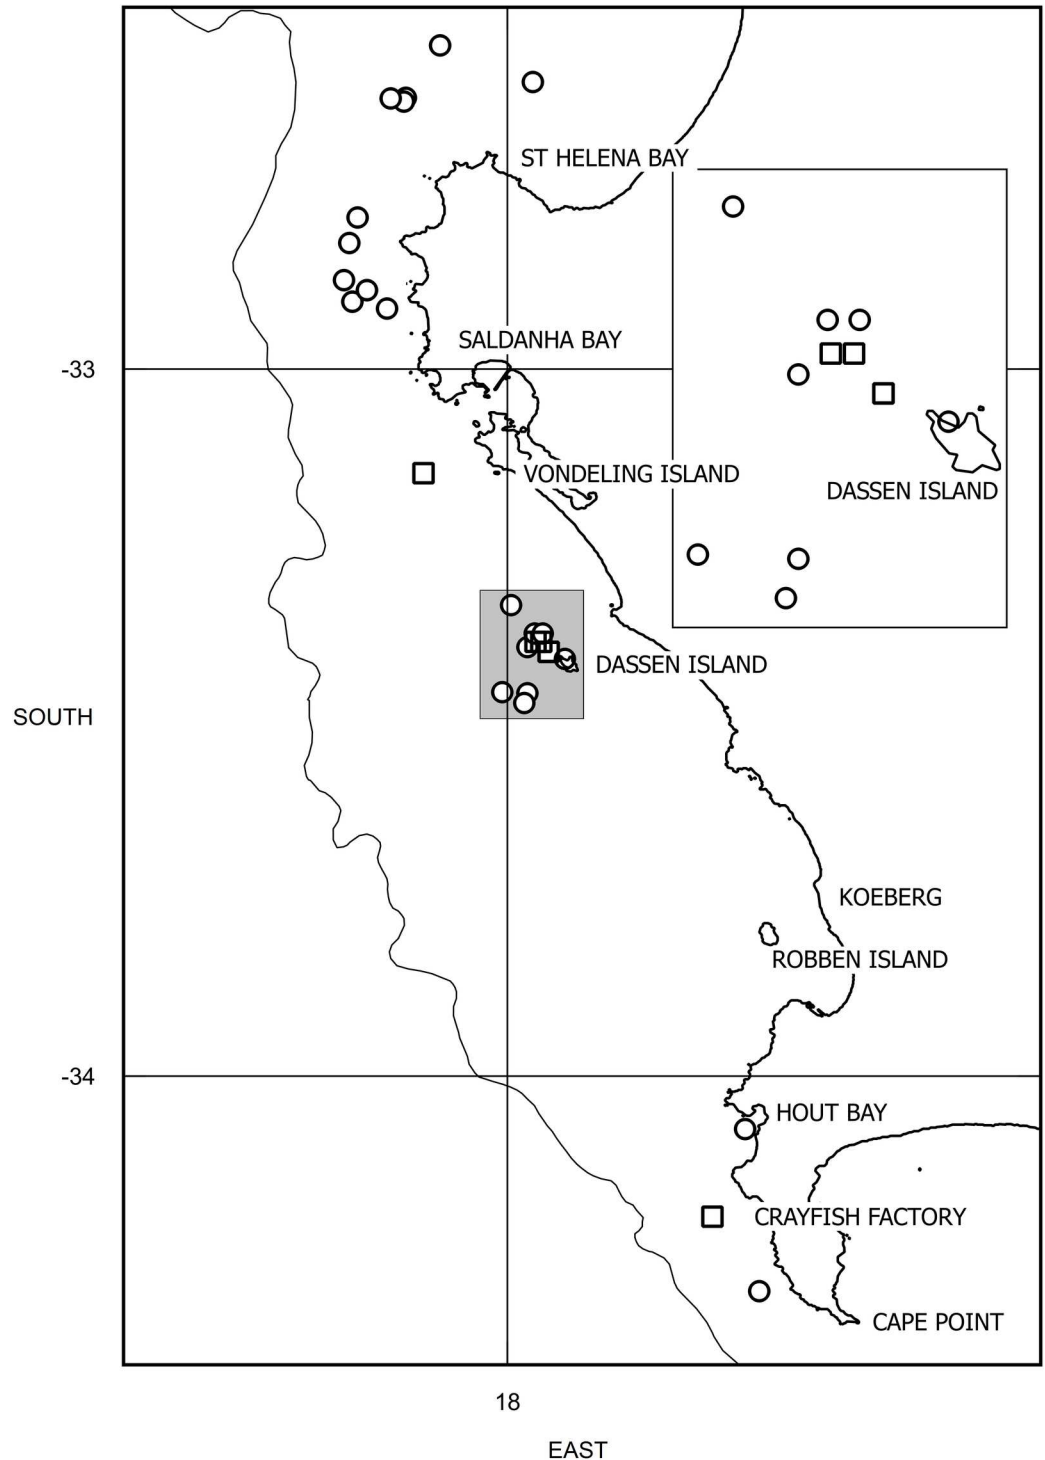 ST HELENA BAY
SALDANHA BAY
-33
VONDELING ISLAND
DASSEN ISLAND
DASSEN ISLAND
SOUTH
KOEBERG
ROBBEN ISLAND
-34
HOUT BAY
CRAYFISH FACTORY
CAPE POINT
18
EAST